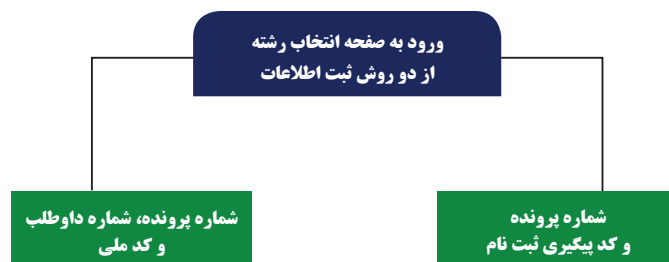 ورود به صفحه انتخاب رشته
از دو روش ثبت اطلاعات
شماره پرونده
و کد پیگیری ثبت نام
شماره پرونده، شماره داوطلب
و کد ملی